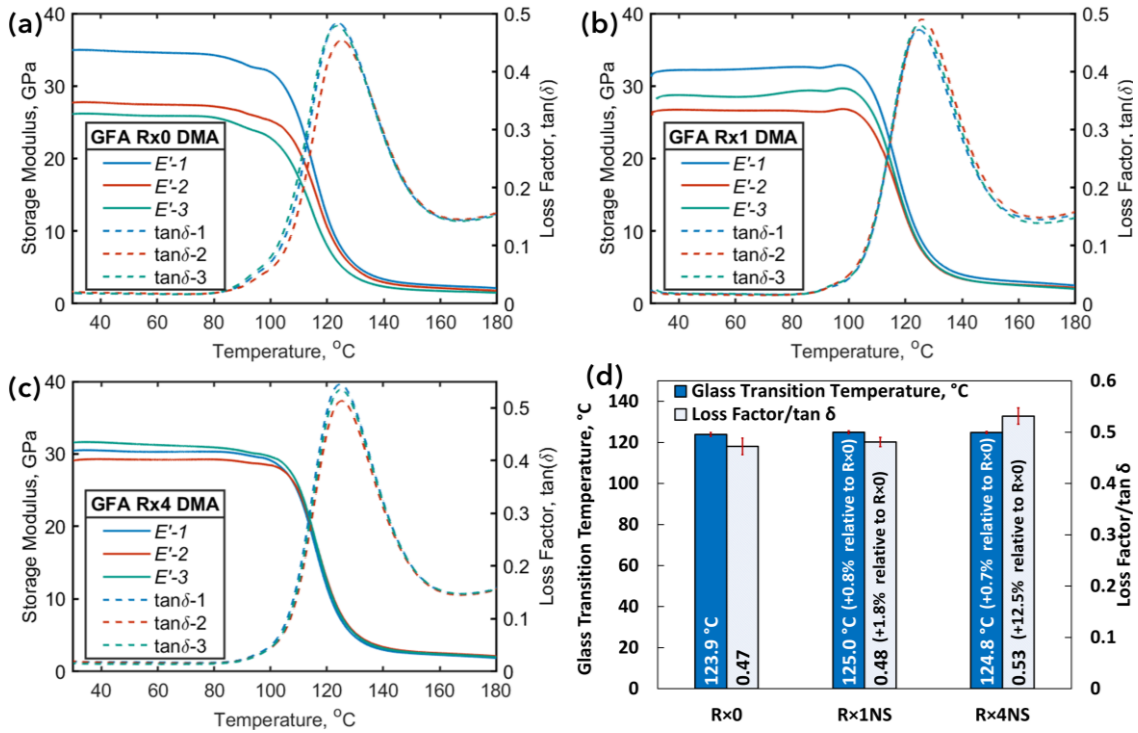 (a)
Storage Modulus, GPa
40
30
20
10
0
GFA Rx0 DMA
E'-1
E'-2
E'-3
tanδ-1
tanδ-2
tanδ-3
40 60 80 100 120 140 160 180
Temperature, °C
0.5
0.4
0.3
0.2
0.1
0
Loss Factor, tan(δ)
(b)
Storage Modulus, GPa
40
30
20
10
0
GFA Rx1 DMA
E'-1
E'-2
E'-3
tanδ-1
tanδ-2
tanδ-3
40 60 80 100 120 140 160 180
Temperature, °C
0.5
0.4
0.3
0.2
0.1
0
Loss Factor, tan(δ)
(c)
Storage Modulus, GPa
40
30
20
10
0
GFA Rx4 DMA
E'-1
E'-2
E'-3
tanδ-1
tanδ-2
tanδ-3
40 60 80 100 120 140 160 180
Temperature, °C
0.5
0.4
0.3
0.2
0.1
0
Loss Factor, tan(δ)
(d)
Glass Transition Temperature, °C
140
120
100
80
60
40
20
0
Glass Transition Temperature, °C
Loss Factor/tan δ
123.9 °C
0.47
125.0 °C (+0.8% relative to R×0)
0.48 (+1.8% relative to R×0)
124.8 °C (+0.7% relative to R×0)
0.53 (+12.5% relative to R×0)
R×0 R×1NS R×4NS
0.6
0.5
0.4
0.3
0.2
0.1
0
Loss Factor/tan δ